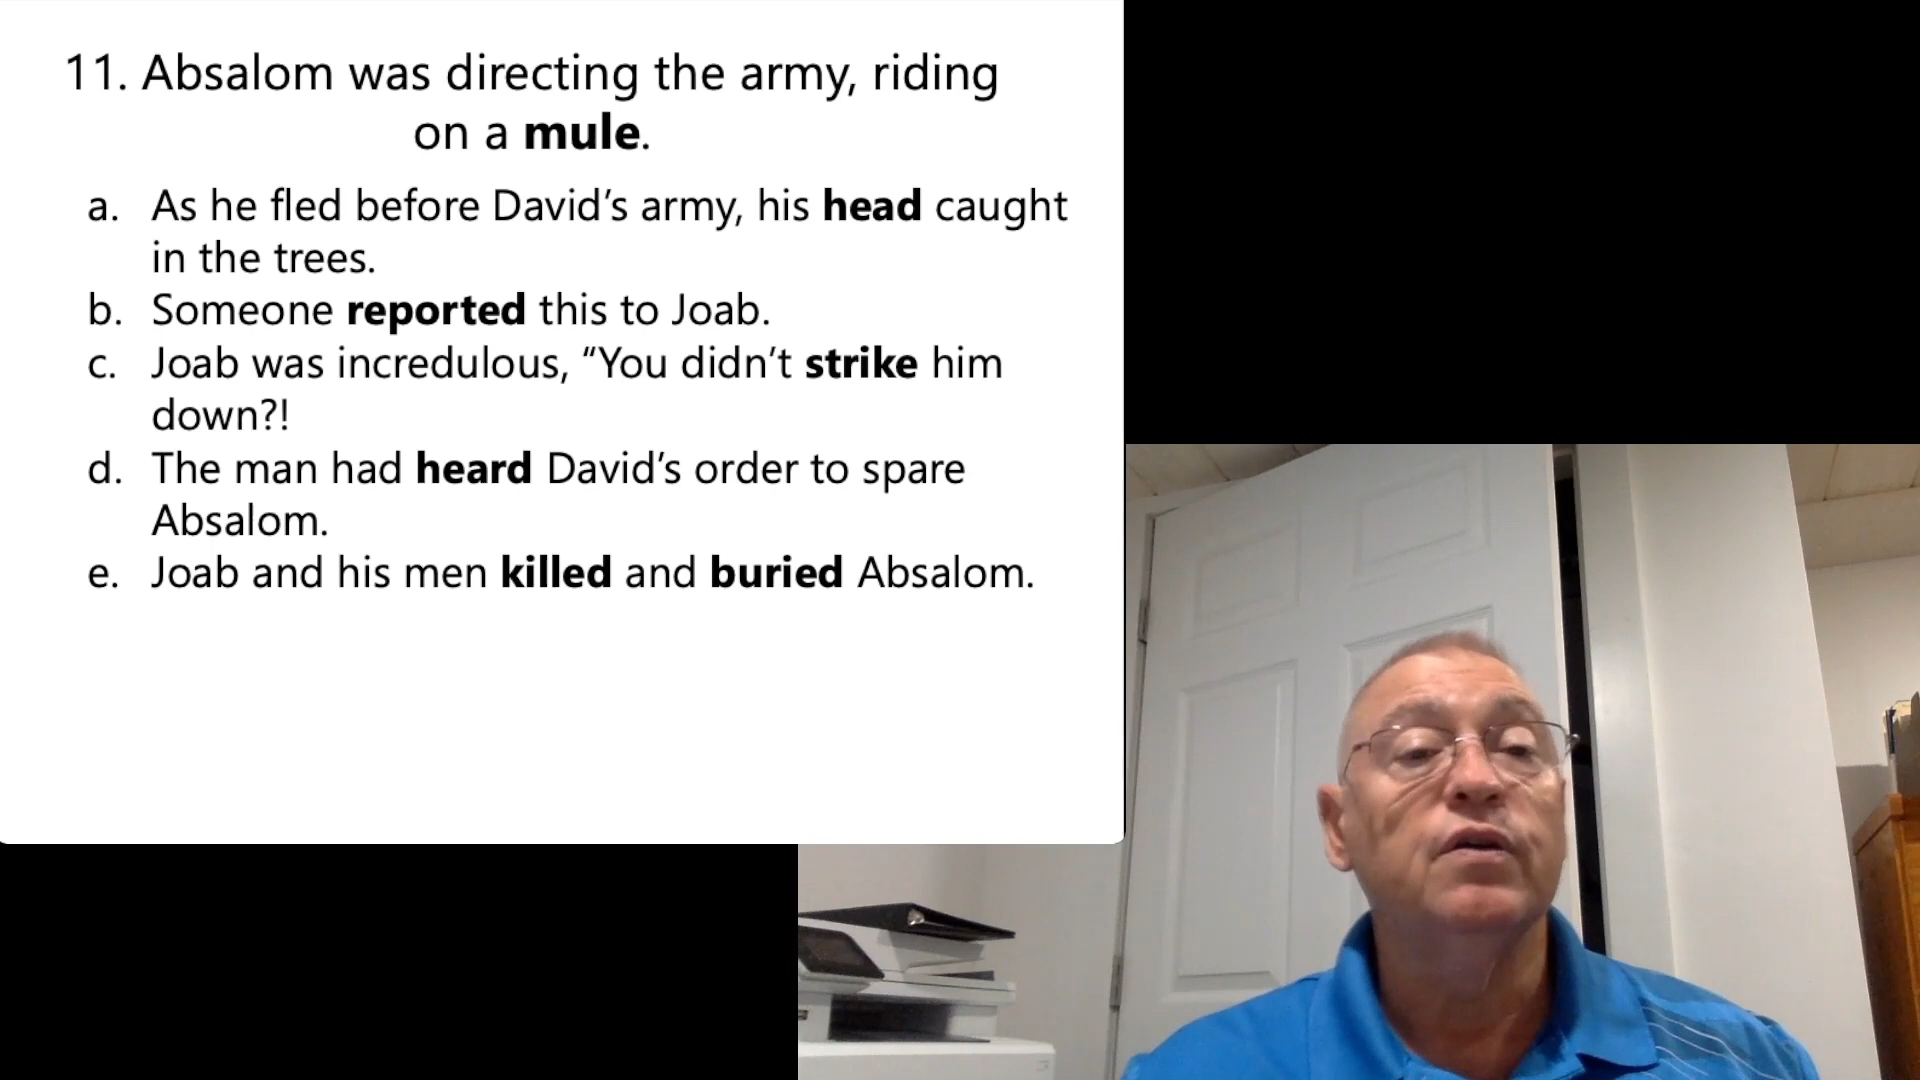 11. Absalom was directing the army, riding
on a mule.
a. As he fled before David’s army, his head caught
in the trees.
b. Someone reported this to Joab.
c. Joab was incredulous, “You didn’t strike him
down?!
d. The man had heard David’s order to spare
Absalom.
e. Joab and his men killed and buried Absalom.